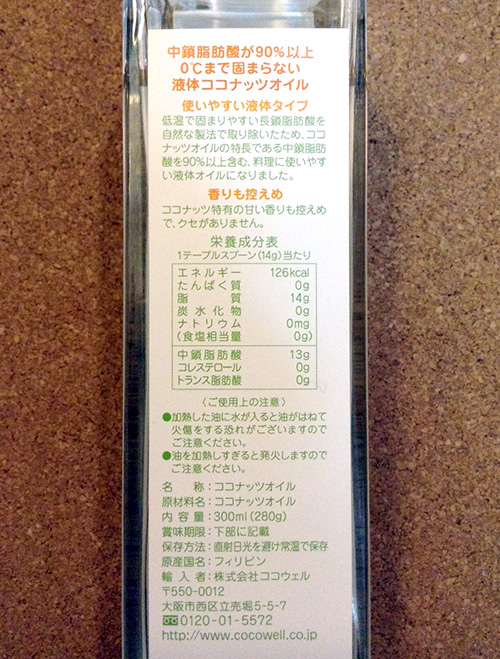 中鎖脂肪酸が90%以上
0℃まで固まらない
液体ココナッツオイル
使いやすい液体タイプ
低温で固まりやすい長鎖脂肪酸を
自然な製法で取り除いたため、ココ
ナッツオイルの特長である中鎖脂肪
酸を90%以上含む、料理に使いやす
い液体オイルになりました。
香りも控えめ
ココナッツ特有の甘い香りも控えめ
で、クセがありません。
栄養成分表
1テーブルスプーン(14g)当たり
エネルギー 126kcal
たんぱく質 0g
脂質 14g
炭水化物 0g
ナトリウム 0mg
(食塩相当量 0g)
中鎖脂肪酸 13g
コレステロール 0g
トランス脂肪酸 0g
〈ご使用上の注意〉
●加熱した油に水が入ると油がはねて
火傷をする恐れがございますので
ご注意ください。
●油を加熱しすぎると発火しますので
ご注意ください。
名称:ココナッツオイル
原材料名:ココナッツオイル
内容量:300ml(280g)
賞味期限:下部に記載
保存方法:直射日光を避け常温で保存
原産国名:フィリピン
輸入者:株式会社ココウェル
〒550-0012
大阪市西区立売堀5-5-7
0120-01-5572
http://www.cocowell.co.jp